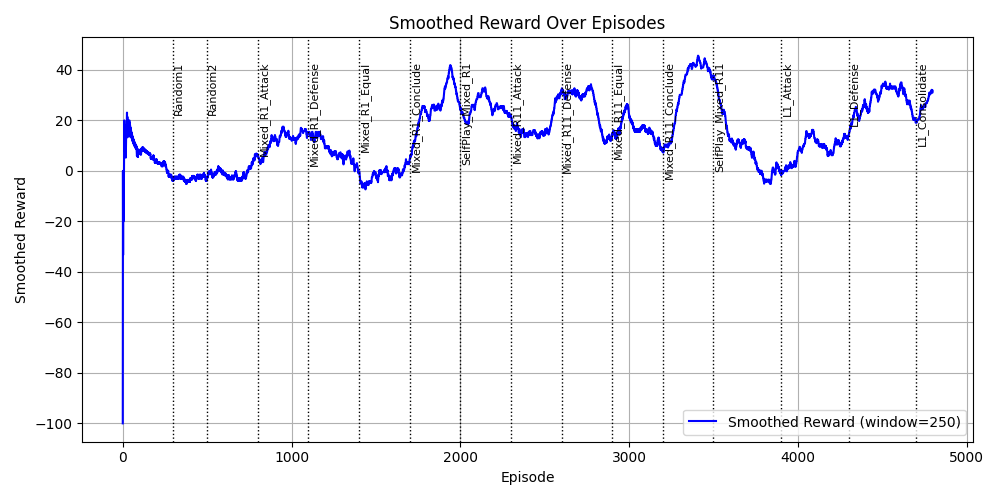 Smoothed Reward Over Episodes
Smoothed Reward
40
20
0
−20
−40
−60
−80
−100
Random1
Random2
Mixed_R1_Attack
Mixed_R1_Defense
Mixed_R1_Equal
Mixed_R1_Conclude
SelfPlay_Mixed_R1
Mixed_R11_Attack
Mixed_R11_Defense
Mixed_R11_Equal
Mixed_R11_Conclude
SelfPlay_Mixed_R11
L1_Attack
L1_Defense
L1_Consolidate
Smoothed Reward (window=250)
0
1000
2000
3000
4000
5000
Episode